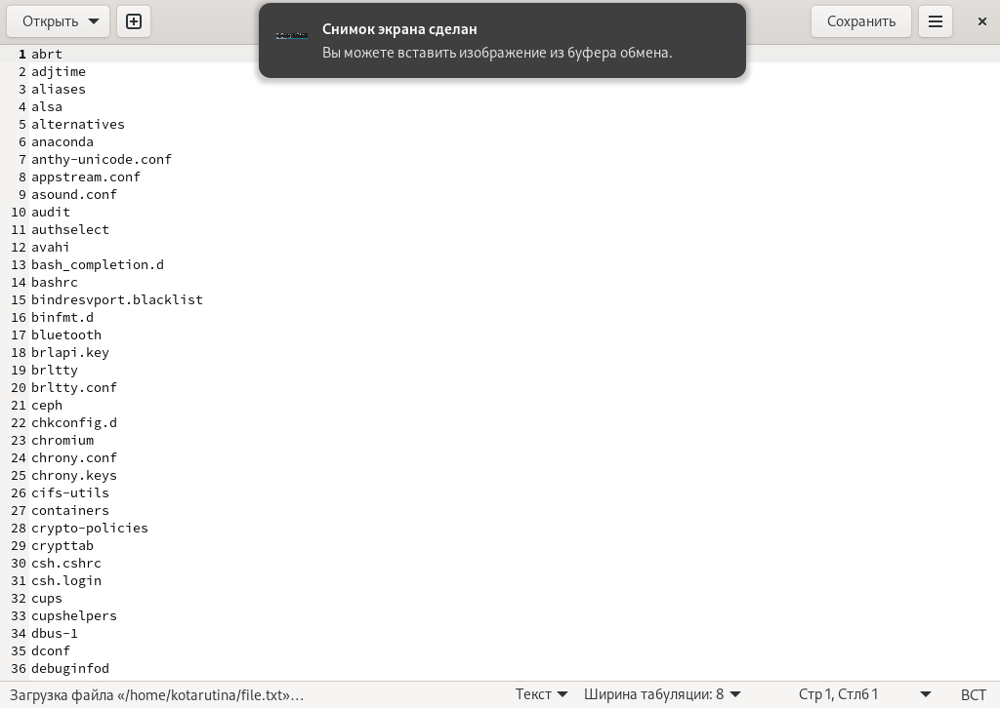 Открыть
Снимок экрана сделан
Вы можете вставить изображение из буфера обмена.
Сохранить
1 abrt
2 adjtime
3 aliases
4 alsa
5 alternatives
6 anaconda
7 anthy-unicode.conf
8 appstream.conf
9 asound.conf
10 audit
11 authselect
12 avahi
13 bash_completion.d
14 bashrc
15 bindresvport.blacklist
16 binfmt.d
17 bluetooth
18 brlapi.key
19 brltty
20 brltty.conf
21 ceph
22 chkconfig.d
23 chromium
24 chrony.conf
25 chrony.keys
26 cifs-utils
27 containers
28 crypto-policies
29 crypttab
30 csh.cshrc
31 csh.login
32 cups
33 cupshelpers
34 dbus-1
35 dconf
36 debuginfod
Загрузка файла «/home/kotarutina/file.txt»… Текст Ширина табуляции: 8 Стр 1, Стлб 1 ВСТ